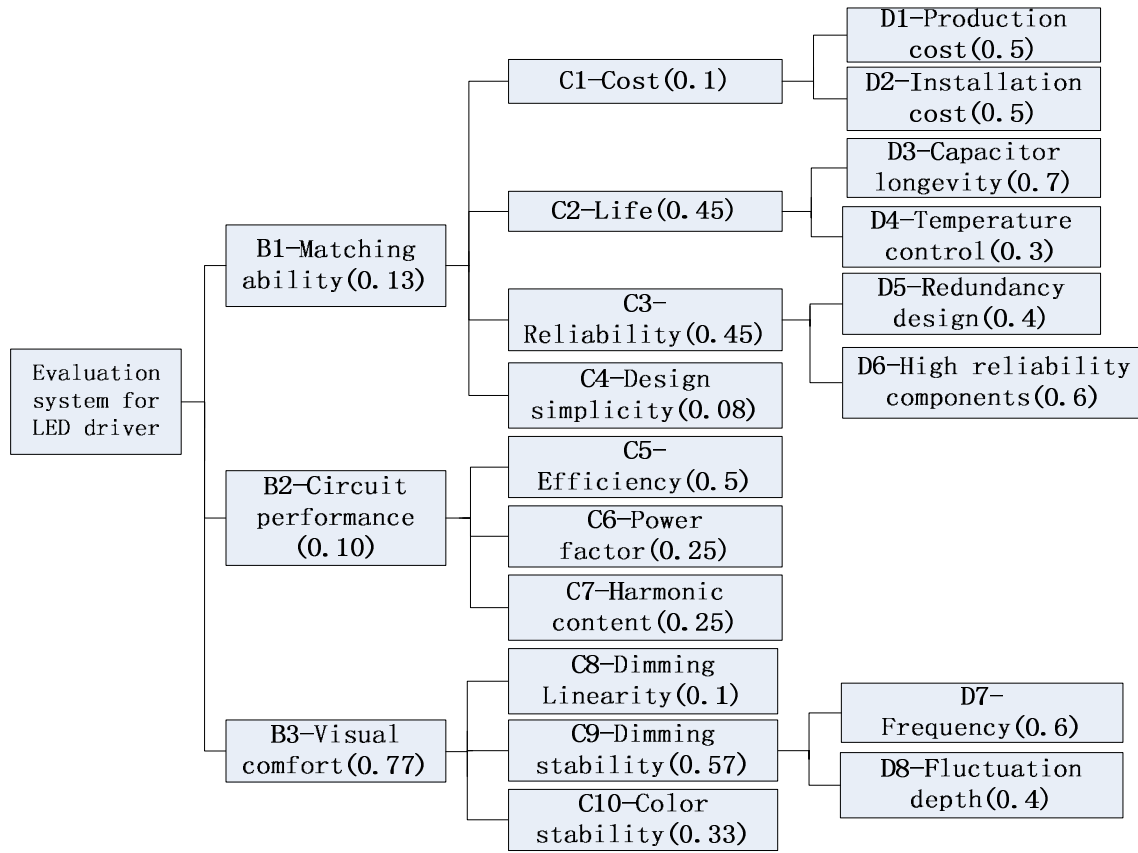 Evaluation
system for
LED driver
B1-Matching
ability(0.13)
B2-Circuit
performance
(0.10)
B3-Visual
comfort(0.77)
C1-Cost(0.1)
C2-Life(0.45)
C3-
Reliability(0.45)
C4-Design
simplicity(0.08)
C5-
Efficiency(0.5)
C6-Power
factor(0.25)
C7-Harmonic
content(0.25)
C8-Dimming
Linearity(0.1)
C9-Dimming
stability(0.57)
C10-Color
stability(0.33)
D1-Production
cost(0.5)
D2-Installation
cost(0.5)
D3-Capacitor
longevity(0.7)
D4-Temperature
control(0.3)
D5-Redundancy
design(0.4)
D6-High reliability
components(0.6)
D7-
Frequency(0.6)
D8-Fluctuation
depth(0.4)